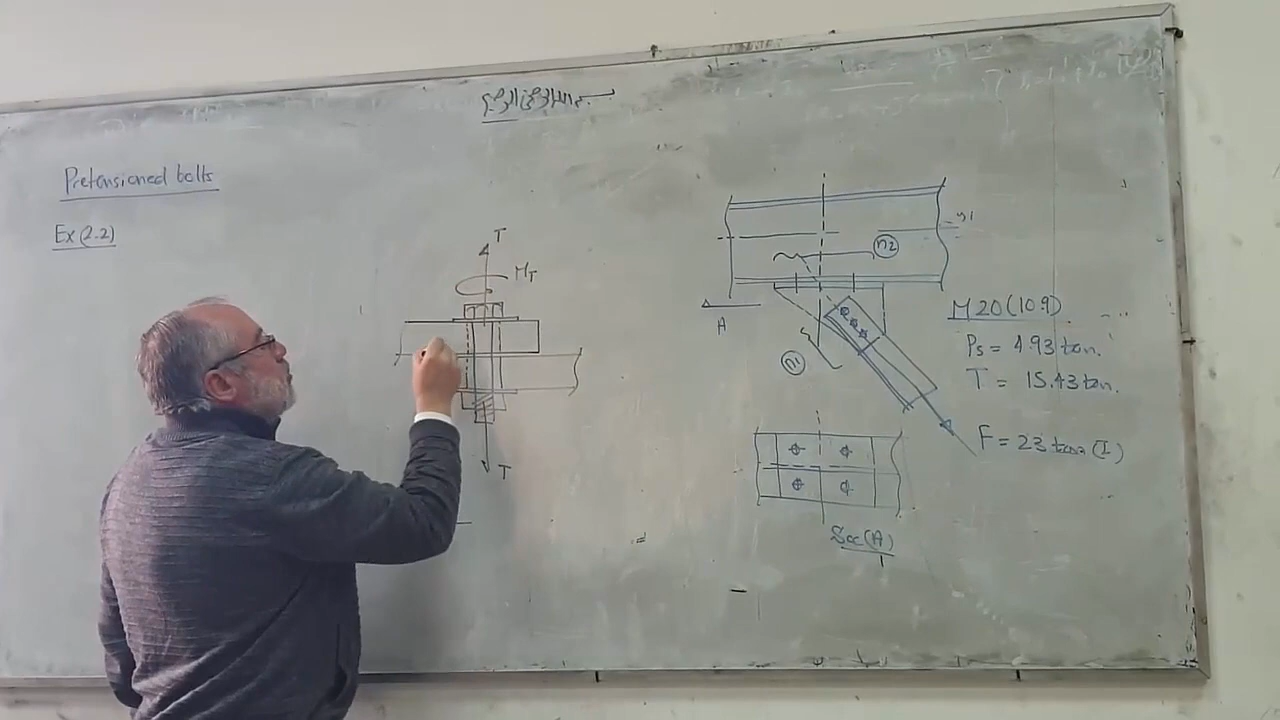 Pretensioned bolts
Ex (2.2)
T
M_T
T
n2
n1
A
M20 (10.9)
Ps = 4.93 ton.
T = 15.43 ton.
F = 23 ton (I)
Sec (A)